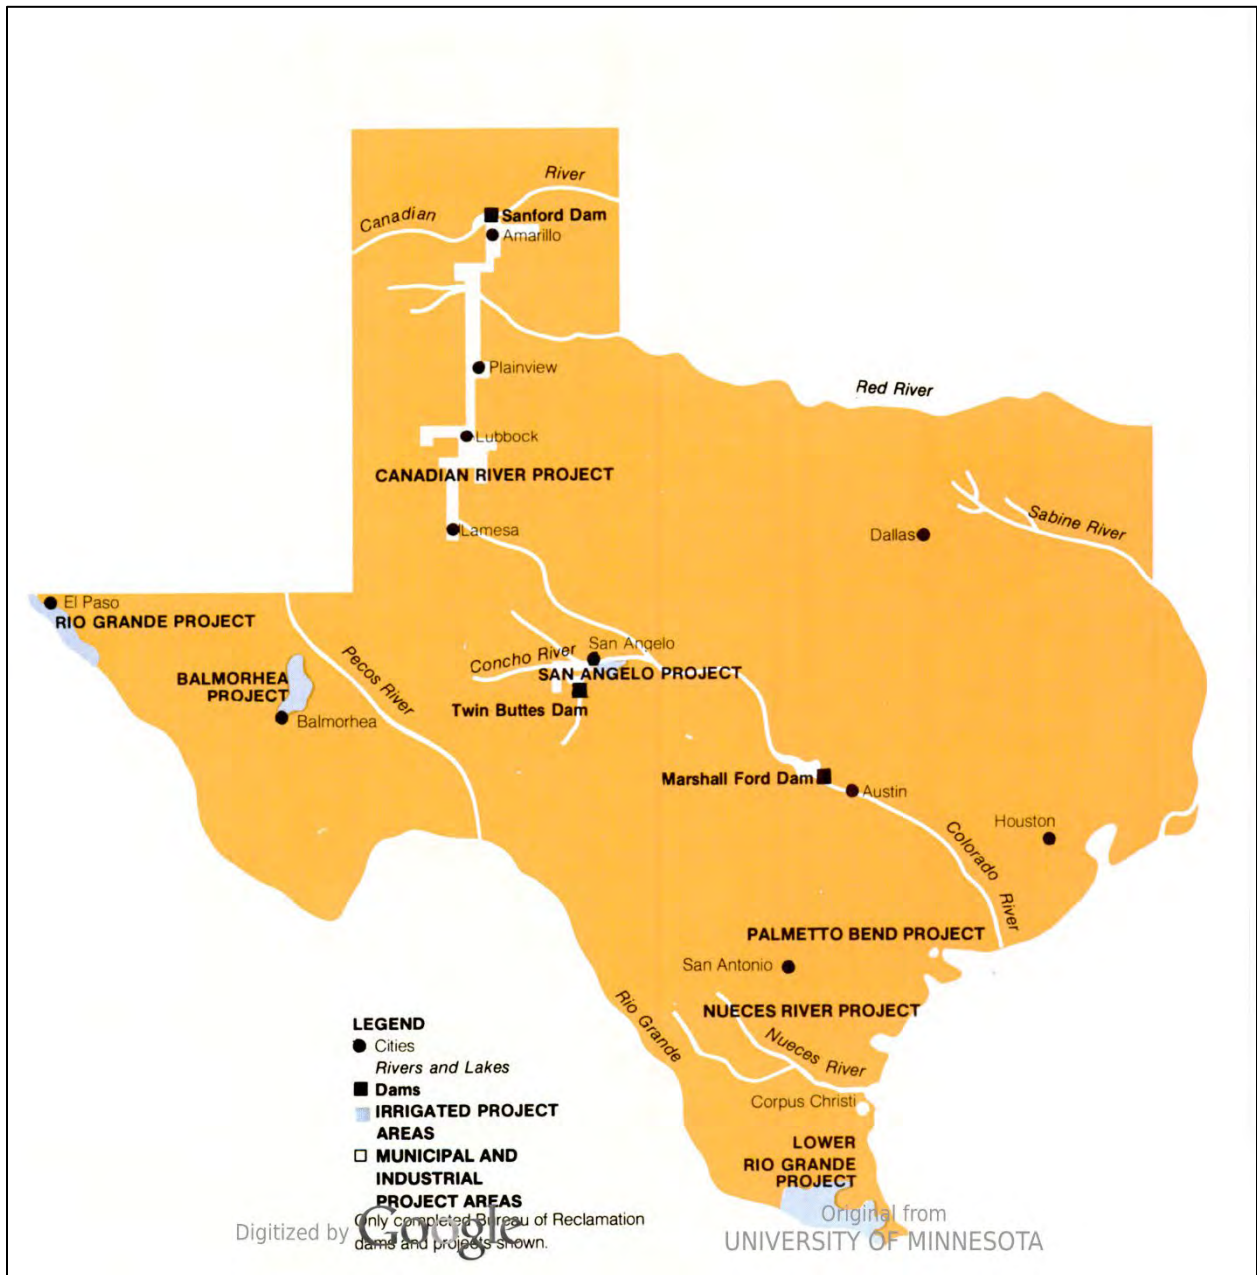 River
Canadian
Sanford Dam
Amarillo
Plainview
Red River
Lubbock
CANADIAN RIVER PROJECT
Lamesa
Sabine River
Dallas
El Paso
RIO GRANDE PROJECT
Pecos River
San Angelo
Concho River
SAN ANGELO PROJECT
BALMORHEA
PROJECT
Balmorhea
Twin Buttes Dam
Marshall Ford Dam
Austin
Houston
Colorado River
PALMETTO BEND PROJECT
San Antonio
Rio Grande
NUECES RIVER PROJECT
Nueces River
Corpus Christi
LOWER
RIO GRANDE
PROJECT
LEGEND
Cities
Rivers and Lakes
Dams
IRRIGATED PROJECT
AREAS
MUNICIPAL AND
INDUSTRIAL
PROJECT AREAS
Only completed Bureau of Reclamation
dams and projects shown.
Digitized by Google
Original from
UNIVERSITY OF MINNESOTA